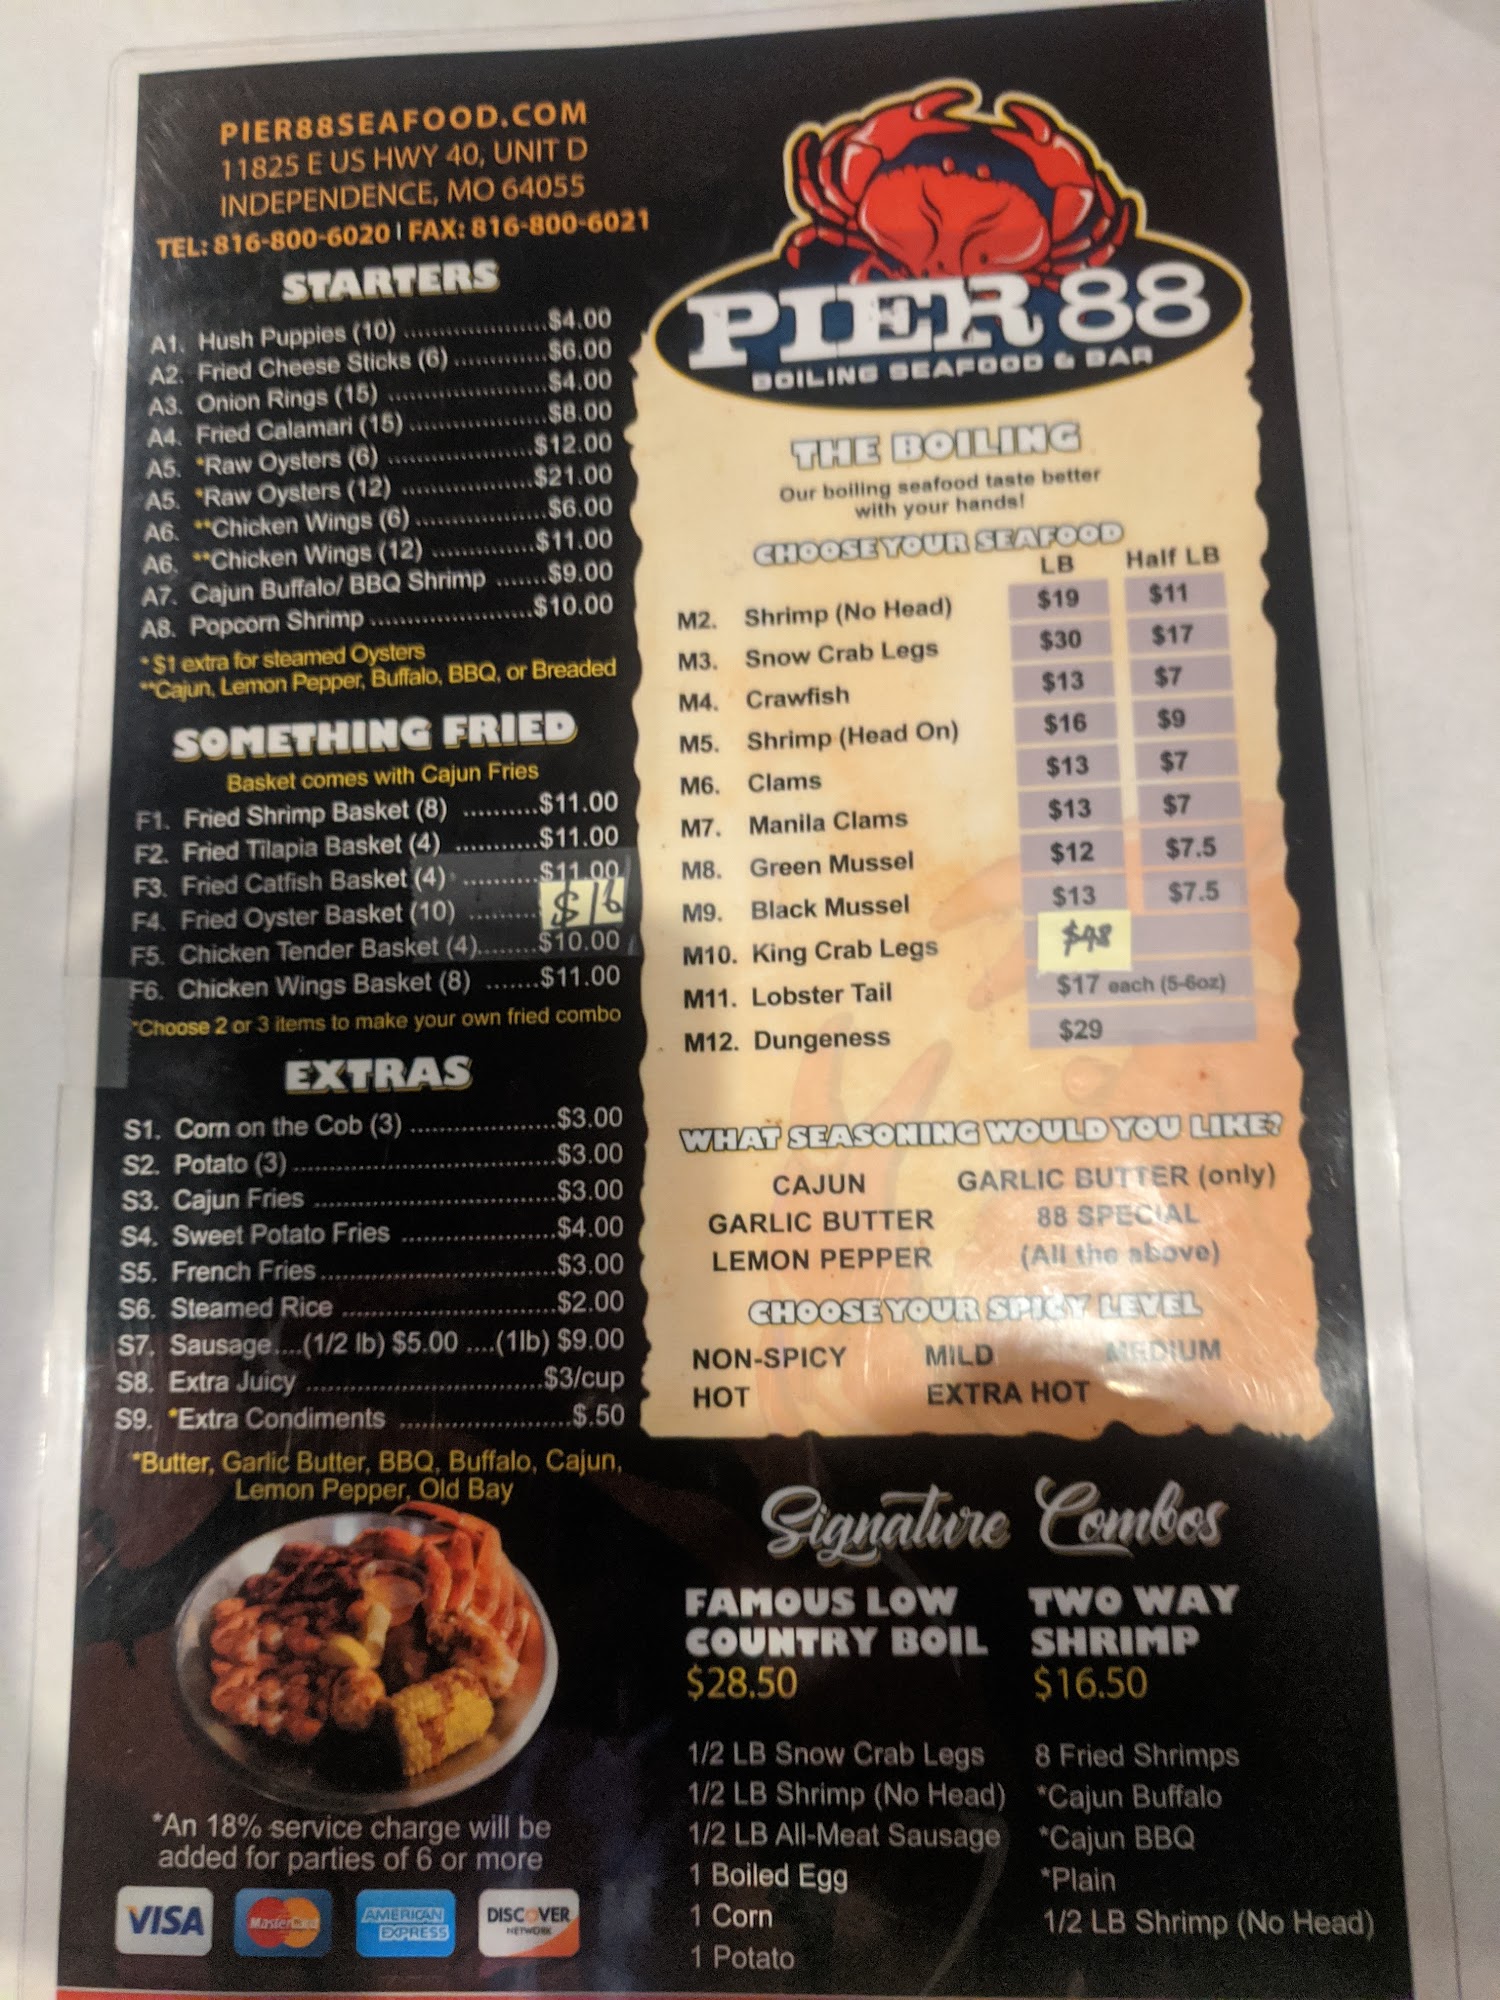 PIER88SEAFOOD.COM
11825 E US HWY 40, UNIT D
INDEPENDENCE, MO 64055
TEL: 816-800-6020 | FAX: 816-800-6021
STARTERS
A1. Hush Puppies (10) ....................$4.00
A2. Fried Cheese Sticks (6) .............$6.00
A3. Onion Rings (15) .......................$4.00
A4. Fried Calamari (15) ....................$8.00
A5. *Raw Oysters (6) .....................$12.00
A5. *Raw Oysters (12) ...................$21.00
A6. **Chicken Wings (6) ...................$6.00
A6. **Chicken Wings (12) ...............$11.00
A7. Cajun Buffalo/ BBQ Shrimp .......$9.00
A8. Popcorn Shrimp .......................$10.00
* $1 extra for steamed Oysters
**Cajun, Lemon Pepper, Buffalo, BBQ, or Breaded
SOMETHING FRIED
Basket comes with Cajun Fries
F1. Fried Shrimp Basket (8) ..........$11.00
F2. Fried Tilapia Basket (4) ...........$11.00
F3. Fried Catfish Basket (4) ..........$11.00
F4. Fried Oyster Basket (10) .........$16
F5. Chicken Tender Basket (4)........$10.00
F6. Chicken Wings Basket (8) .......$11.00
*Choose 2 or 3 items to make your own fried combo
EXTRAS
S1. Corn on the Cob (3) ....................$3.00
S2. Potato (3)....................................$3.00
S3. Cajun Fries .................................$3.00
S4. Sweet Potato Fries .....................$4.00
S5. French Fries................................$3.00
S6. Steamed Rice .............................$2.00
S7. Sausage....(1/2 lb) $5.00 ....(1lb) $9.00
S8. Extra Juicy ................................$3/cup
S9. *Extra Condiments ........................$.50
*Butter, Garlic Butter, BBQ, Buffalo, Cajun,
Lemon Pepper, Old Bay
*An 18% service charge will be
added for parties of 6 or more
VISA MasterCard AMERICAN EXPRESS DISCOVER NETWORK
PIER 88
BOILING SEAFOOD & BAR
THE BOILING
Our boiling seafood taste better
with your hands!
CHOOSE YOUR SEAFOOD
LB Half LB
M2. Shrimp (No Head) $19 $11
M3. Snow Crab Legs $30 $17
M4. Crawfish $13 $7
M5. Shrimp (Head On) $16 $9
M6. Clams $13 $7
M7. Manila Clams $13 $7
M8. Green Mussel $12 $7.5
M9. Black Mussel $13 $7.5
M10. King Crab Legs $48
M11. Lobster Tail $17 each (5-6oz)
M12. Dungeness $29
WHAT SEASONING WOULD YOU LIKE?
CAJUN GARLIC BUTTER (only)
GARLIC BUTTER 88 SPECIAL
LEMON PEPPER (All the above)
CHOOSE YOUR SPICY LEVEL
NON-SPICY MILD MEDIUM
HOT EXTRA HOT
Signature Combos
FAMOUS LOW
COUNTRY BOIL
$28.50
1/2 LB Snow Crab Legs
1/2 LB Shrimp (No Head)
1/2 LB All-Meat Sausage
1 Boiled Egg
1 Corn
1 Potato
TWO WAY
SHRIMP
$16.50
8 Fried Shrimps
*Cajun Buffalo
*Cajun BBQ
*Plain
1/2 LB Shrimp (No Head)